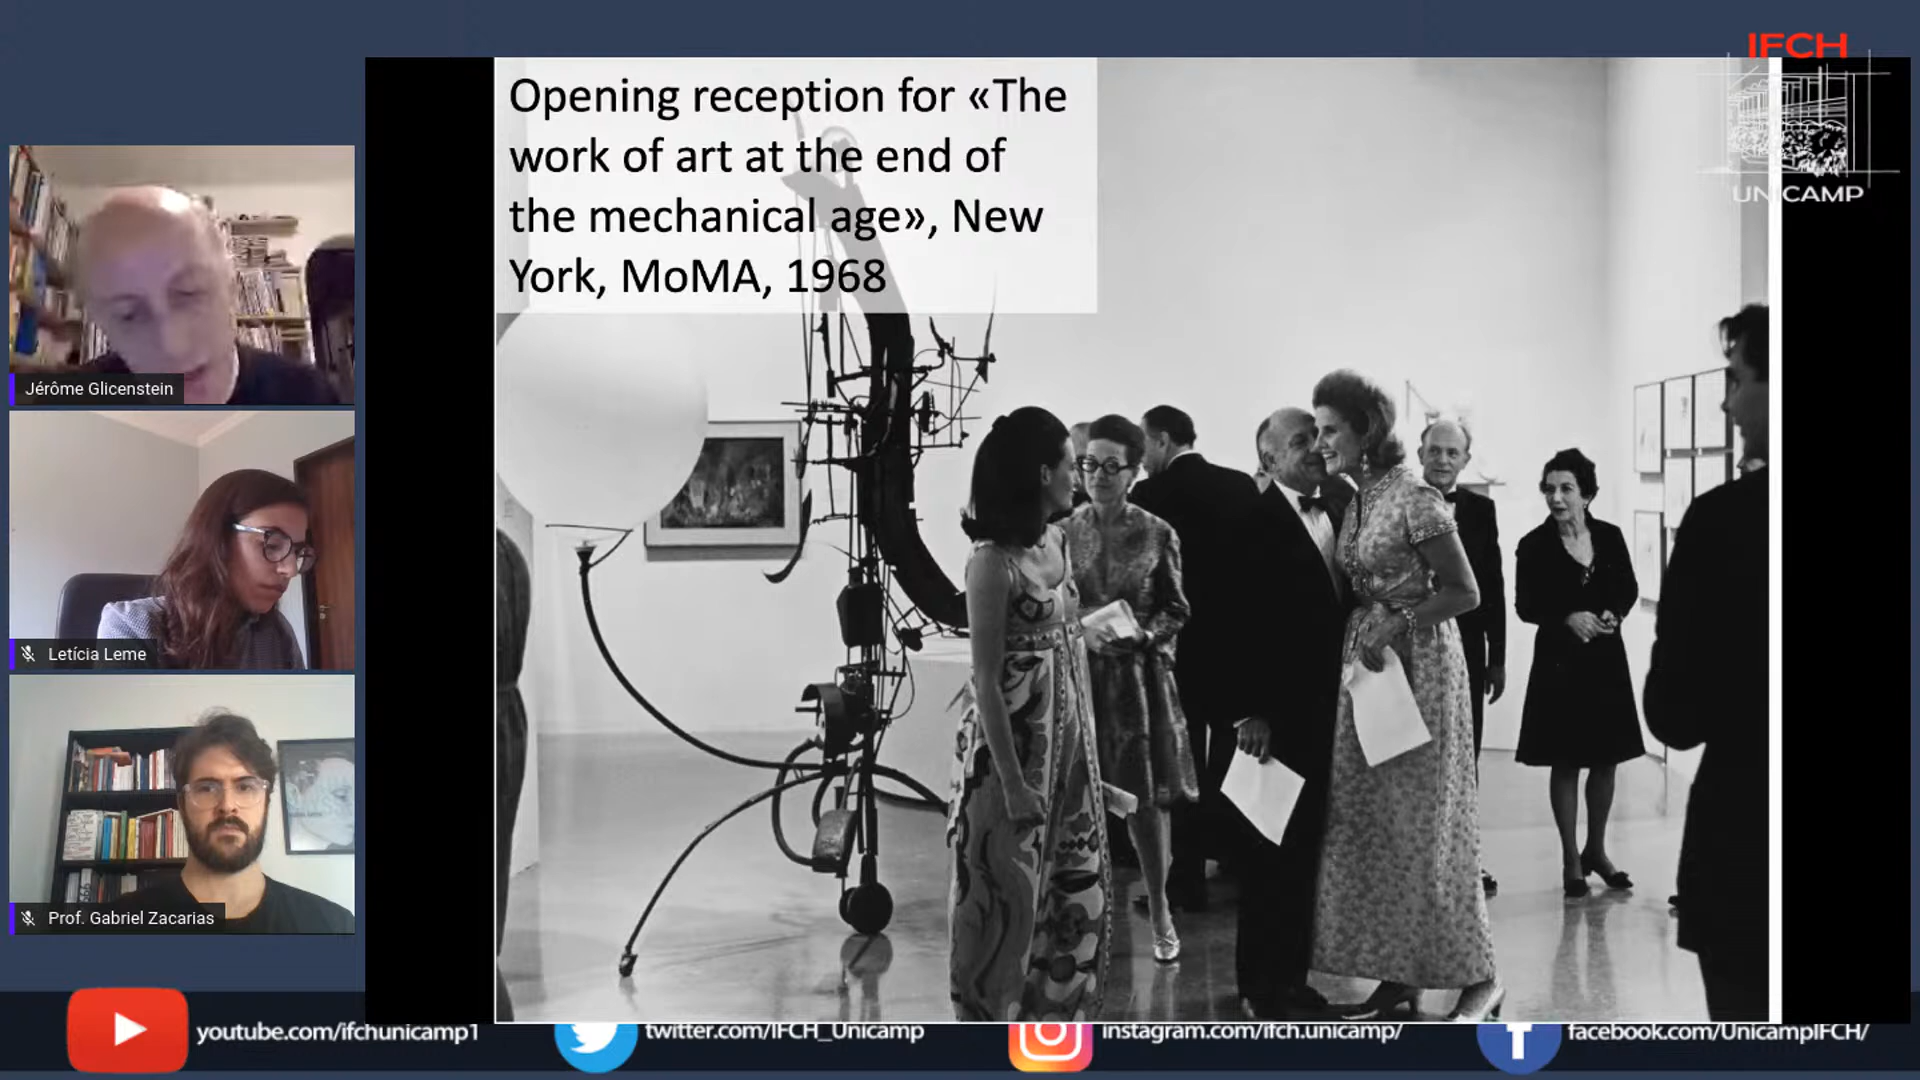 Opening reception for «The
work of art at the end of
the mechanical age», New
York, MoMA, 1968
IFCH
UNICAMP
Jérôme Glicenstein
Letícia Leme
Prof. Gabriel Zacarias
youtube.com/ifchunicamp1
twitter.com/IFCH_Unicamp
instagram.com/ifch.unicamp/
facebook.com/UnicampIFCH/